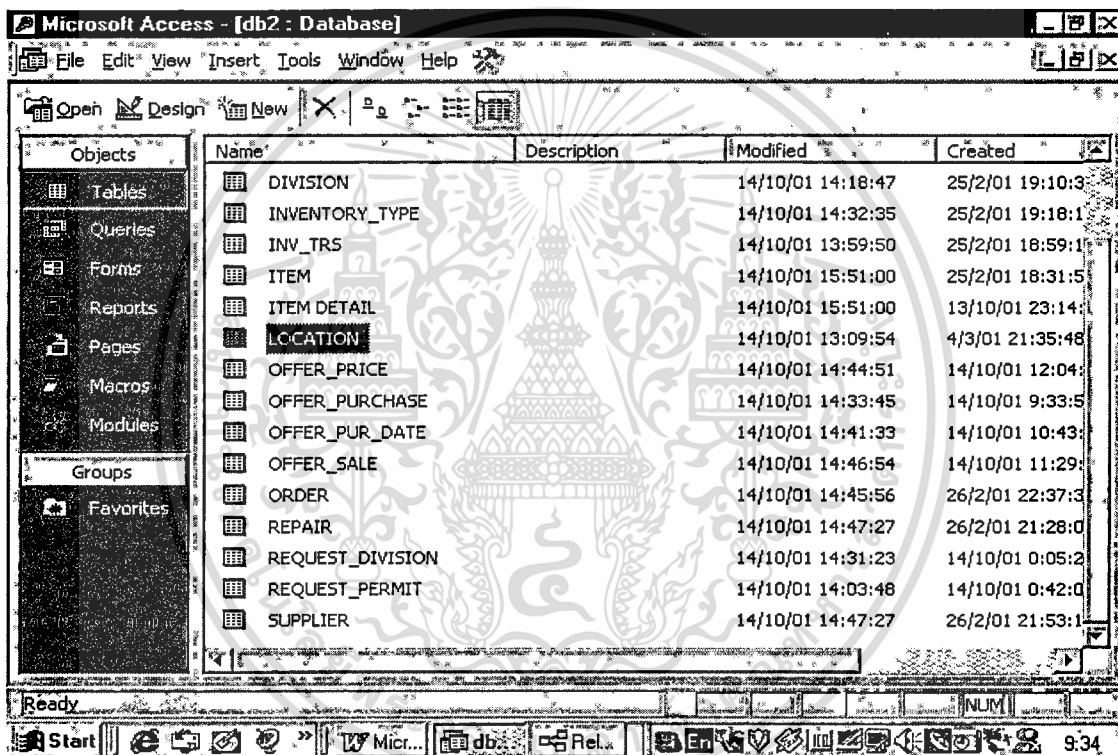 Microsoft Access - [db2 : Database]
File Edit View Insert Tools Window Help
Open Design New
Objects Name Description Modified Created
Tables
Queries
Forms
Reports
Pages
Macros
Modules
Groups
Favorites
DIVISION 14/10/01 14:18:47 25/2/01 19:10:3
INVENTORY_TYPE 14/10/01 14:32:35 25/2/01 19:18:1
INV_TRS 14/10/01 13:59:50 25/2/01 18:59:1
ITEM 14/10/01 15:51:00 25/2/01 18:31:5
ITEM DETAIL 14/10/01 15:51:00 13/10/01 23:14:
LOCATION 14/10/01 13:09:54 4/3/01 21:35:48
OFFER_PRICE 14/10/01 14:44:51 14/10/01 12:04:
OFFER_PURCHASE 14/10/01 14:33:45 14/10/01 9:33:5
OFFER_PUR_DATE 14/10/01 14:41:33 14/10/01 10:43:
OFFER_SALE 14/10/01 14:46:54 14/10/01 11:29:
ORDER 14/10/01 14:45:56 26/2/01 22:37:3
REPAIR 14/10/01 14:47:27 26/2/01 21:28:0
REQUEST_DIVISION 14/10/01 14:31:23 14/10/01 0:05:2
REQUEST_PERMIT 14/10/01 14:03:48 14/10/01 0:42:0
SUPPLIER 14/10/01 14:47:27 26/2/01 21:53:1
Ready NUM
Start » Micr... db... Rel... En 9:34